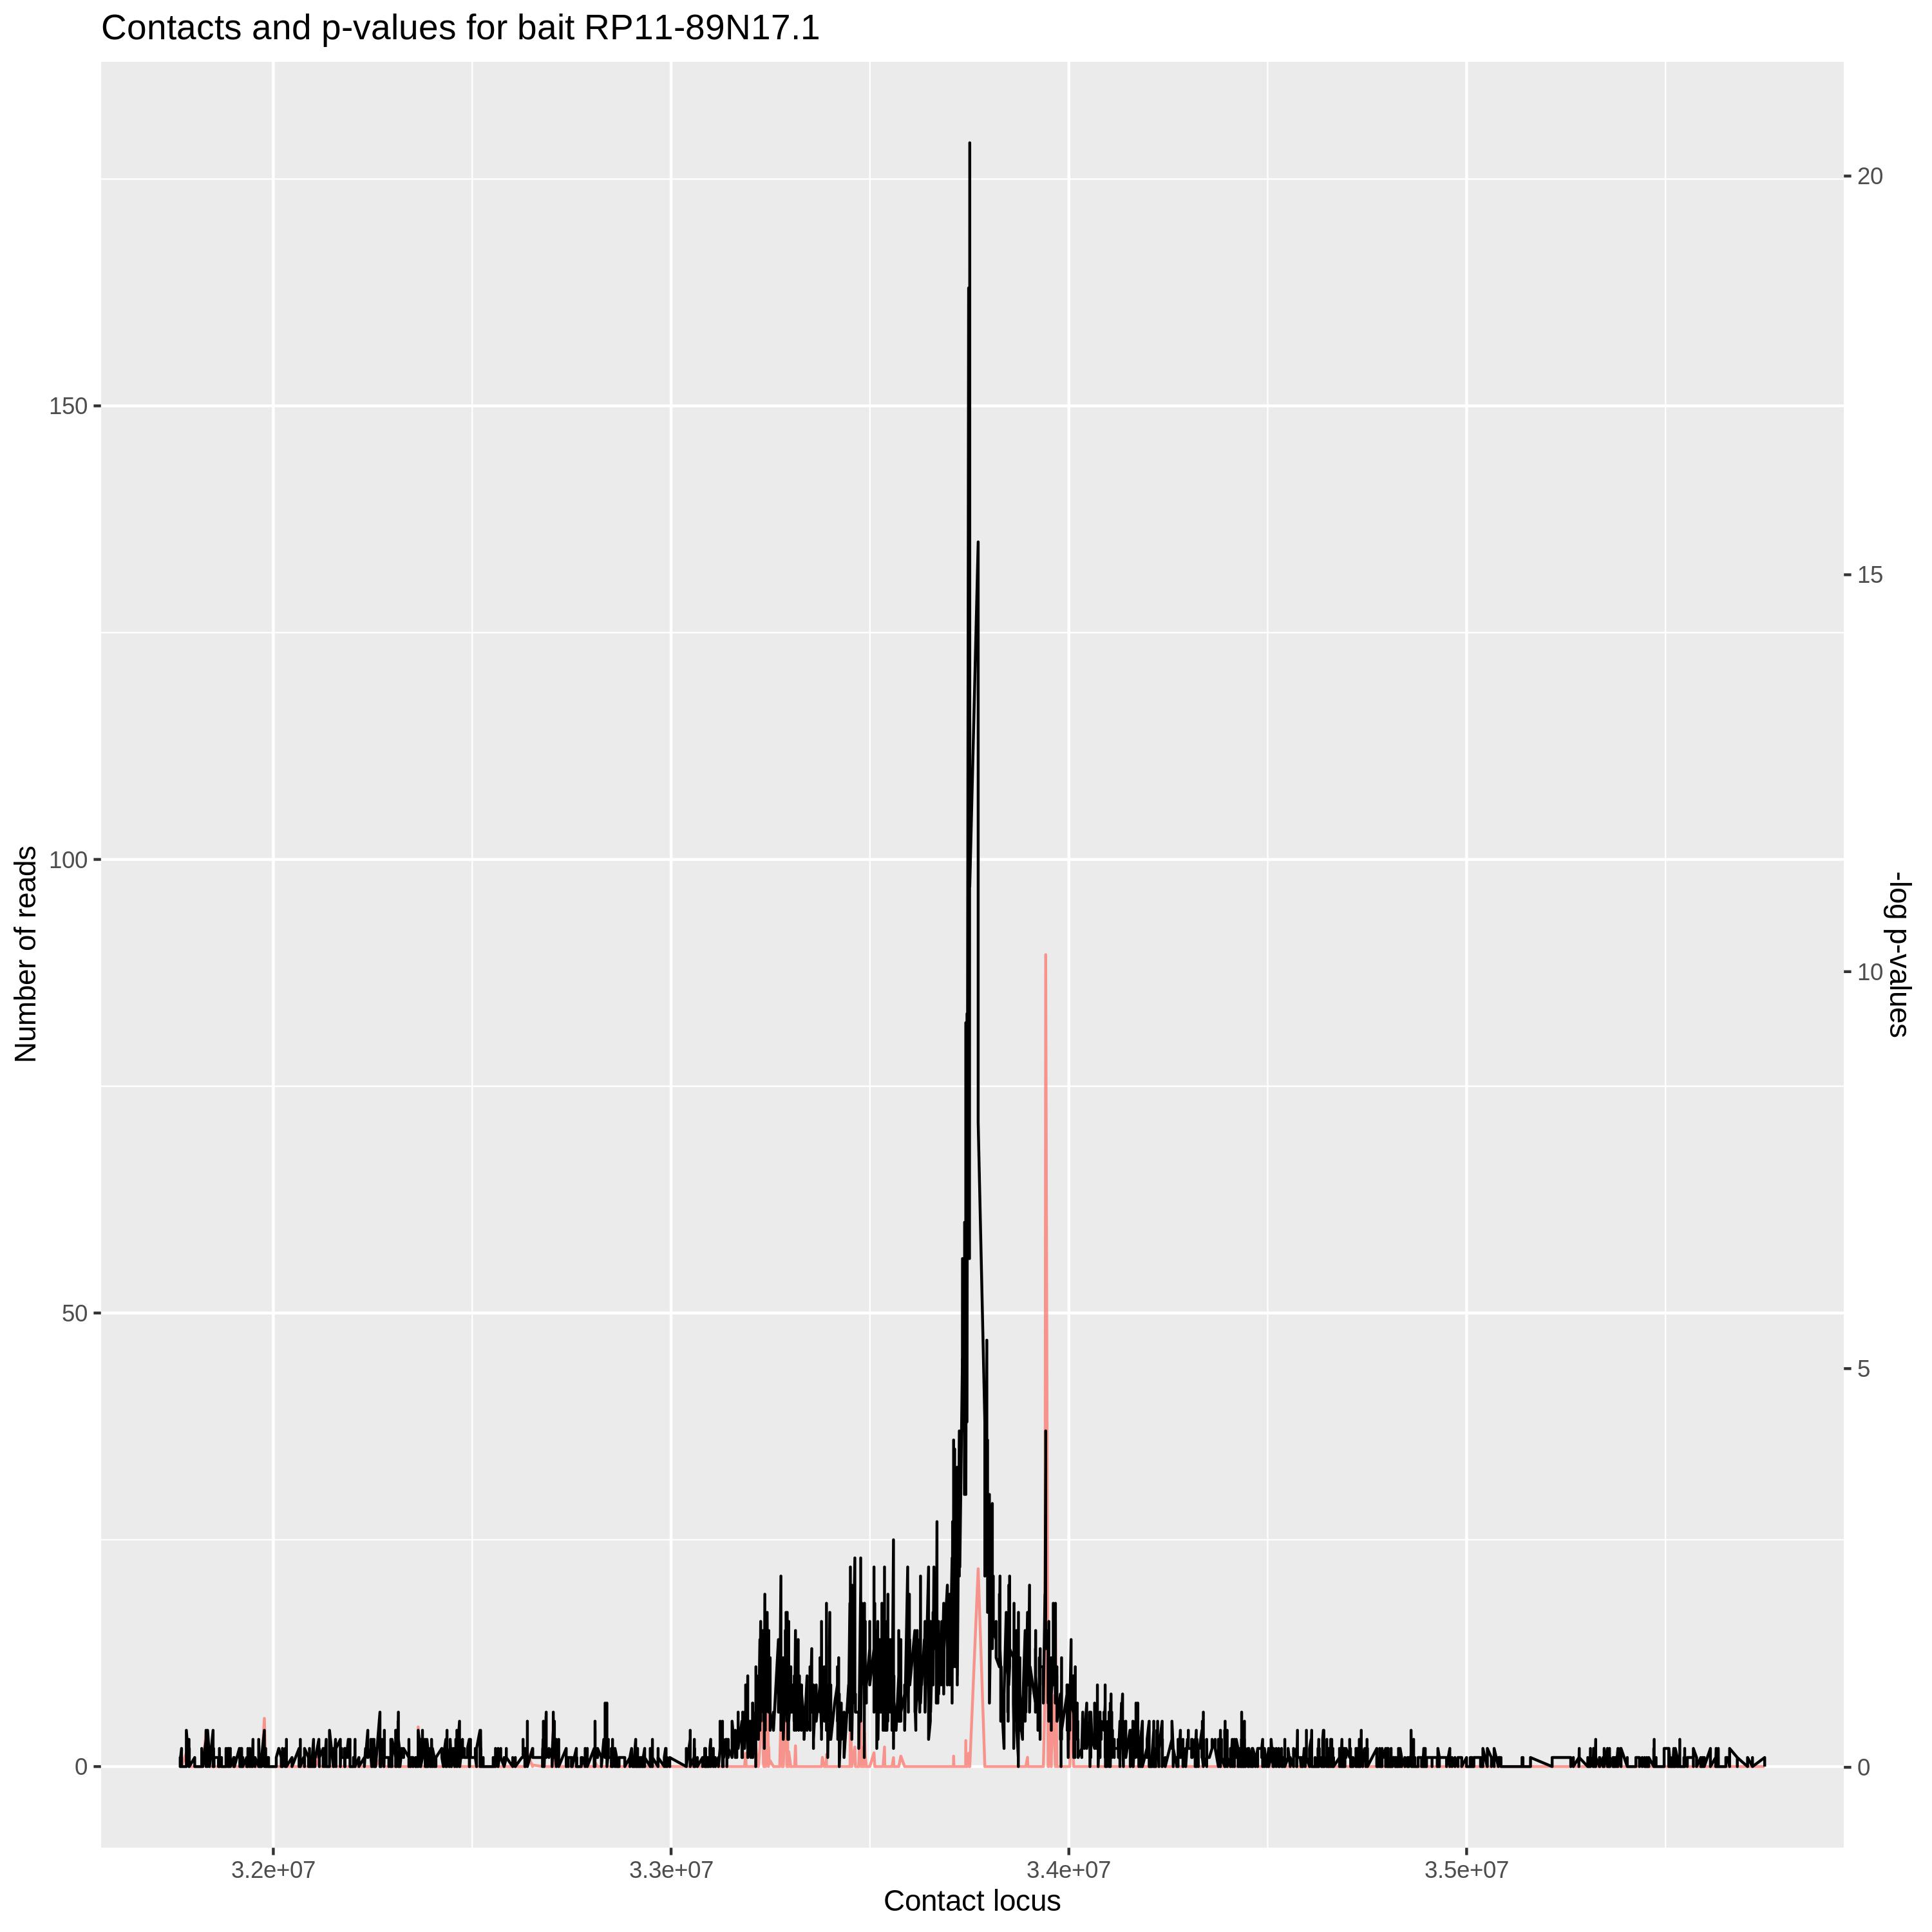 Contacts and p-values for bait RP11-89N17.1
Number of reads
150
100
50
0
20
15
10
5
0
-log p-values
3.2e+07
3.3e+07
3.4e+07
3.5e+07
Contact locus